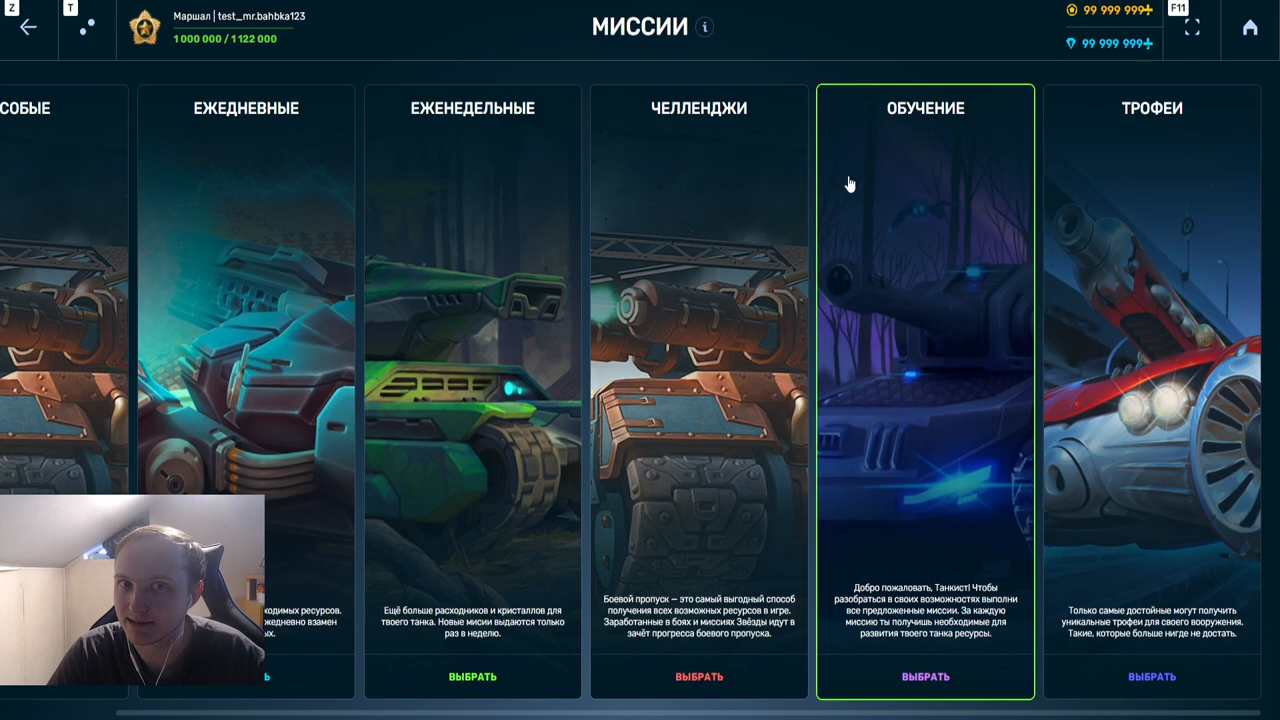 Z
T
Маршал | test_mr.bahbka123
1 000 000 / 1 122 000
МИССИИ
i
99 999 999+
99 999 999+
F11
СОБЫЕ
ЕЖЕДНЕВНЫЕ
ходимых ресурсов.
жедневно взамен
ых.
Ь
ЕЖЕНЕДЕЛЬНЫЕ
Ещё больше расходников и кристаллов для
твоего танка. Новые мисии выдаются только
раз в неделю.
ВЫБРАТЬ
ЧЕЛЛЕНДЖИ
Боевой пропуск — это самый выгодный способ
получения всех возможных ресурсов в игре.
Заработанные в боях и миссиях Звёзды идут в
зачёт прогресса боевого пропуска.
ВЫБРАТЬ
ОБУЧЕНИЕ
Добро пожаловать, Танкист! Чтобы
разобраться в своих возможностях выполни
все предложенные миссии. За каждую
миссию ты получишь необходимые для
развития твоего танка ресурсы.
ВЫБРАТЬ
ТРОФЕИ
Только самые достойные могут получить
уникальные трофеи для своего вооружения.
Такие, которые больше нигде не достать.
ВЫБРАТЬ